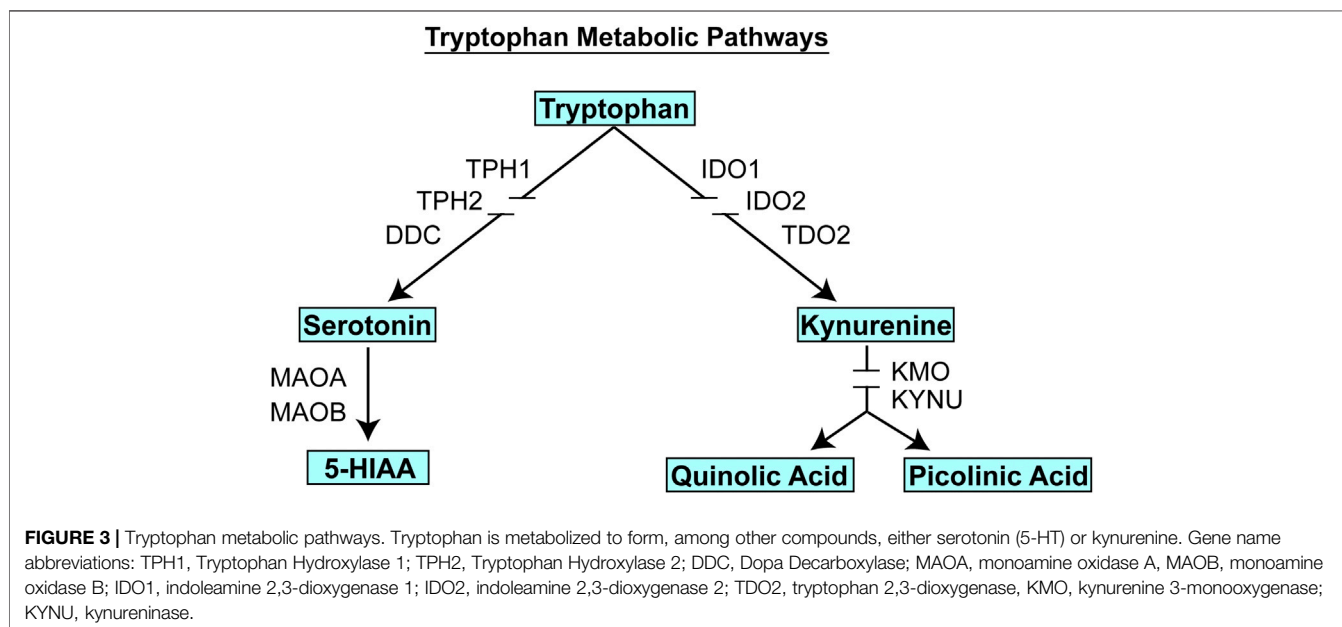 Tryptophan Metabolic Pathways
Tryptophan
TPH1
IDO1
TPH2
IDO2
DDC
TDO2
Serotonin
Kynurenine
MAOA
KMO
MAOB
KYNU
5-HIAA
Quinolic Acid
Picolinic Acid
FIGURE 3 | Tryptophan metabolic pathways. Tryptophan is metabolized to form, among other compounds, either serotonin (5-HT) or kynurenine. Gene name
abbreviations: TPH1, Tryptophan Hydroxylase 1; TPH2, Tryptophan Hydroxylase 2; DDC, Dopa Decarboxylase; MAOA, monoamine oxidase A, MAOB, monoamine
oxidase B; IDO1, indoleamine 2,3-dioxygenase 1; IDO2, indoleamine 2,3-dioxygenase 2; TDO2, tryptophan 2,3-dioxygenase, KMO, kynurenine 3-monooxygenase;
KYNU, kynureninase.